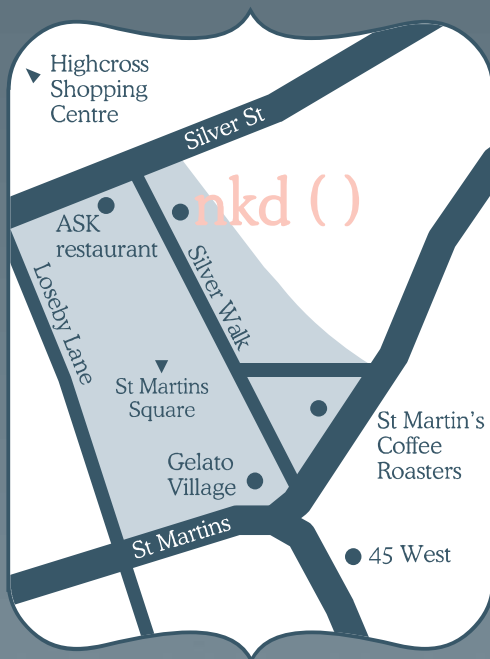 Highcross
Shopping
Centre
Silver St
nkd ( )
ASK
restaurant
Silver Walk
Loseby Lane
St Martins
Square
St Martin's
Coffee
Roasters
Gelato
Village
St Martins
45 West